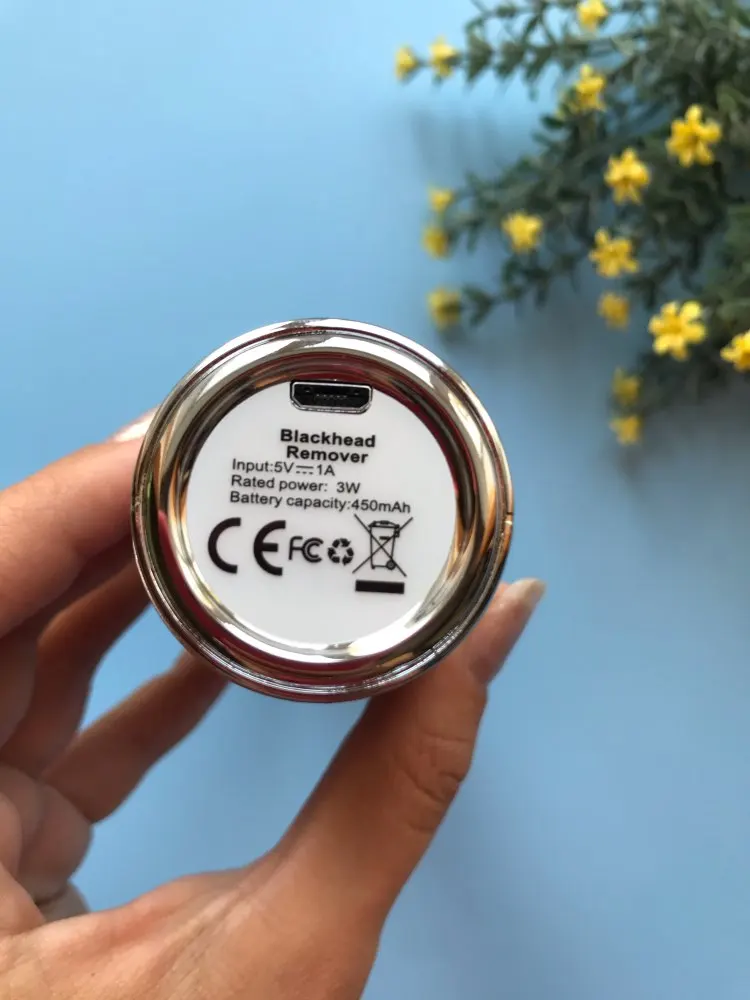 Blackhead
Remover
Input:5V⎓1A
Rated power: 3W
Battery capacity:450mAh
CE FC